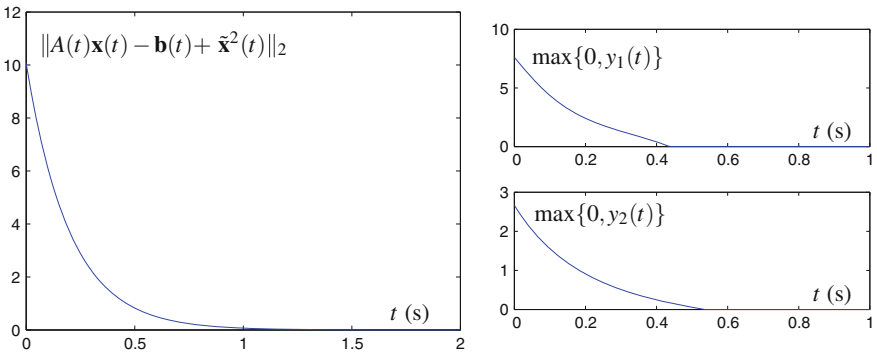 12
10
8
6
4
2
0
‖A(t)x(t) − b(t) + x̃²(t)‖₂
t (s)
0 0.5 1 1.5 2
10
5
0
max{0, y₁(t)}
t (s)
0 0.2 0.4 0.6 0.8 1
3
2
1
0
max{0, y₂(t)}
t (s)
0 0.2 0.4 0.6 0.8 1